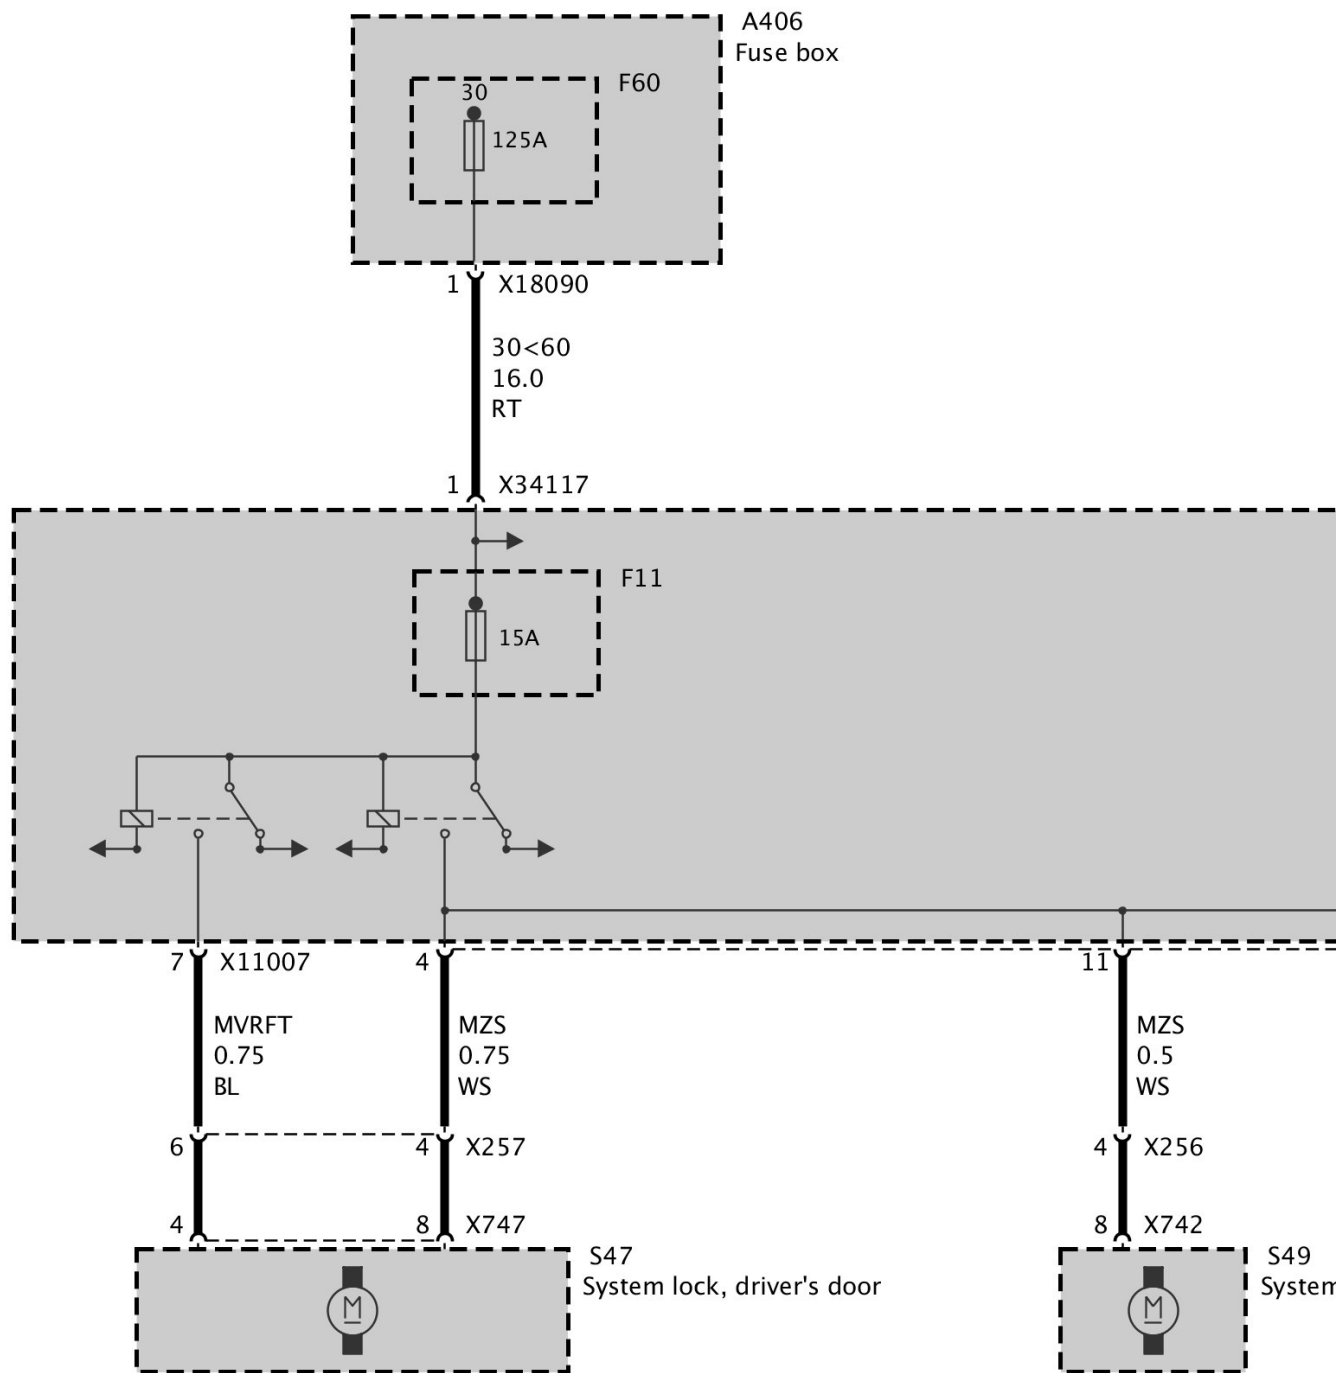 A406
Fuse box
F60
30
125A
1 X18090
30<60
16.0
RT
1 X34117
F11
15A
7 X11007
4
11
MVRFT
0.75
BL
MZS
0.75
WS
MZS
0.5
WS
6
4 X257
4 X256
4
8 X747
8 X742
S47
System lock, driver's door
S49
System
M
M